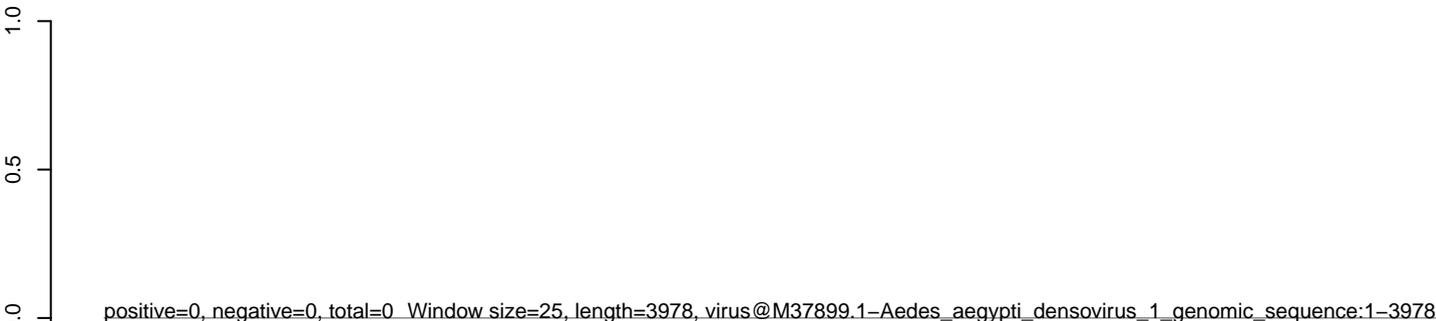 1.0
0.5
.0
positive=0, negative=0, total=0 Window size=25, length=3978, virus@M37899.1−Aedes_aegypti_densovirus_1_genomic_sequence:1−3978